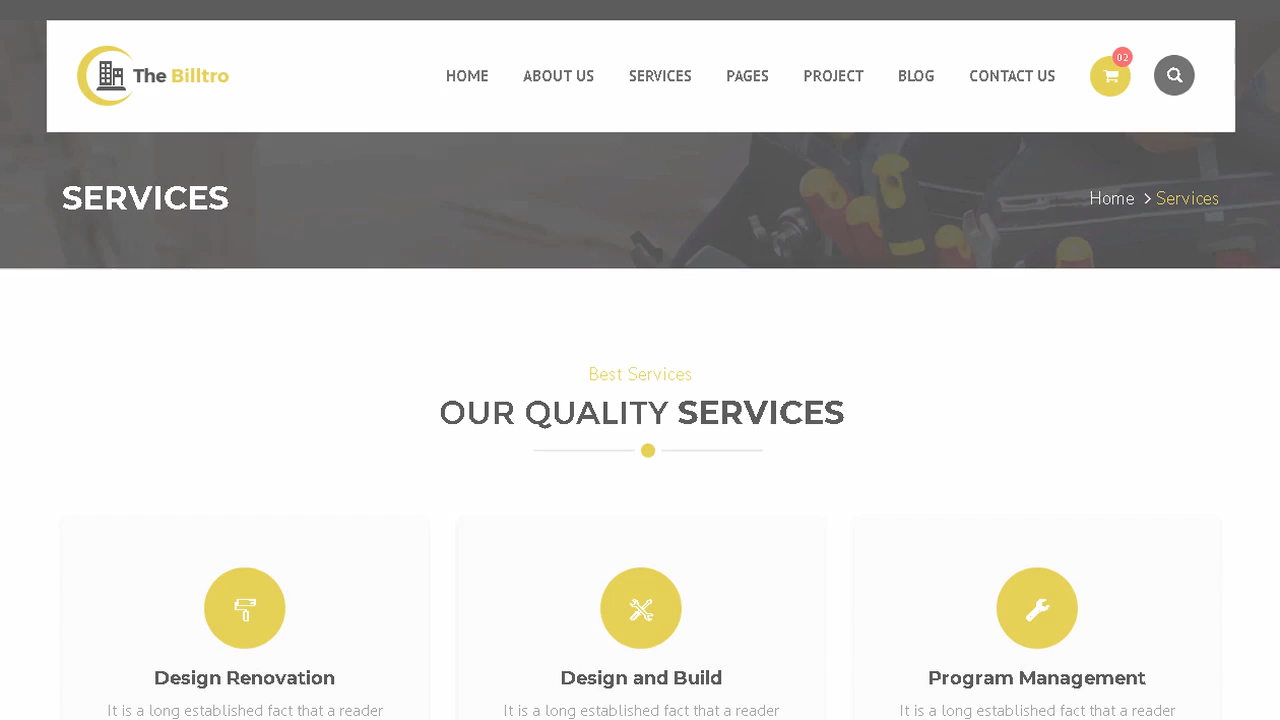 The Billtro
HOME ABOUT US SERVICES PAGES PROJECT BLOG CONTACT US
02
SERVICES
Home Services
Best Services
OUR QUALITY SERVICES
Design Renovation
It is a long established fact that a reader
Design and Build
It is a long established fact that a reader
Program Management
It is a long established fact that a reader